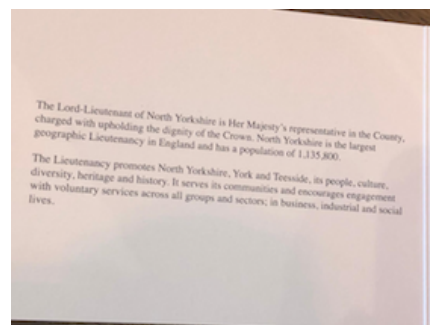 The Lord-Lieutenant of North Yorkshire is Her Majesty's representative in the County,
charged with upholding the dignity of the Crown. North Yorkshire is the largest
geographic Lieutenancy in England and has a population of 1,135,800.
The Lieutenancy promotes North Yorkshire, York and Teesside, its people, culture,
diversity, heritage and history. It serves its communities and encourages engagement
with voluntary services across all groups and sectors; in business, industrial and social
lives.